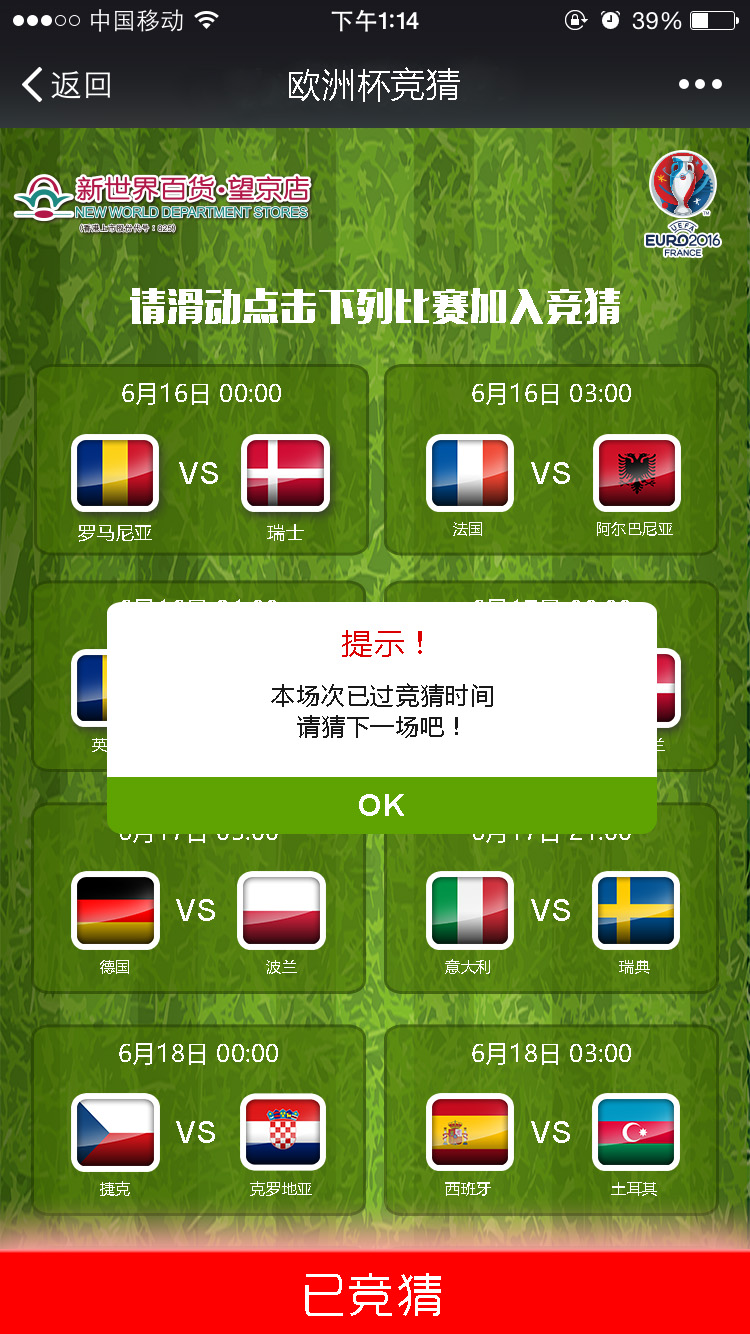 中国移动
下午1:14
39%
返回
欧洲杯竞猜
新世界百货·望京店
NEW WORLD DEPARTMENT STORES
(香港上市股份代号：825)
UEFA
EURO2016
FRANCE
请滑动点击下列比赛加入竞猜
6月16日 00:00
6月16日 03:00
VS
VS
罗马尼亚
瑞士
法国
阿尔巴尼亚
提示！
本场次已过竞猜时间
请猜下一场吧！
英
兰
OK
6月17日 03:00
6月17日 21:00
VS
VS
德国
波兰
意大利
瑞典
6月18日 00:00
6月18日 03:00
VS
VS
捷克
克罗地亚
西班牙
土耳其
已竞猜